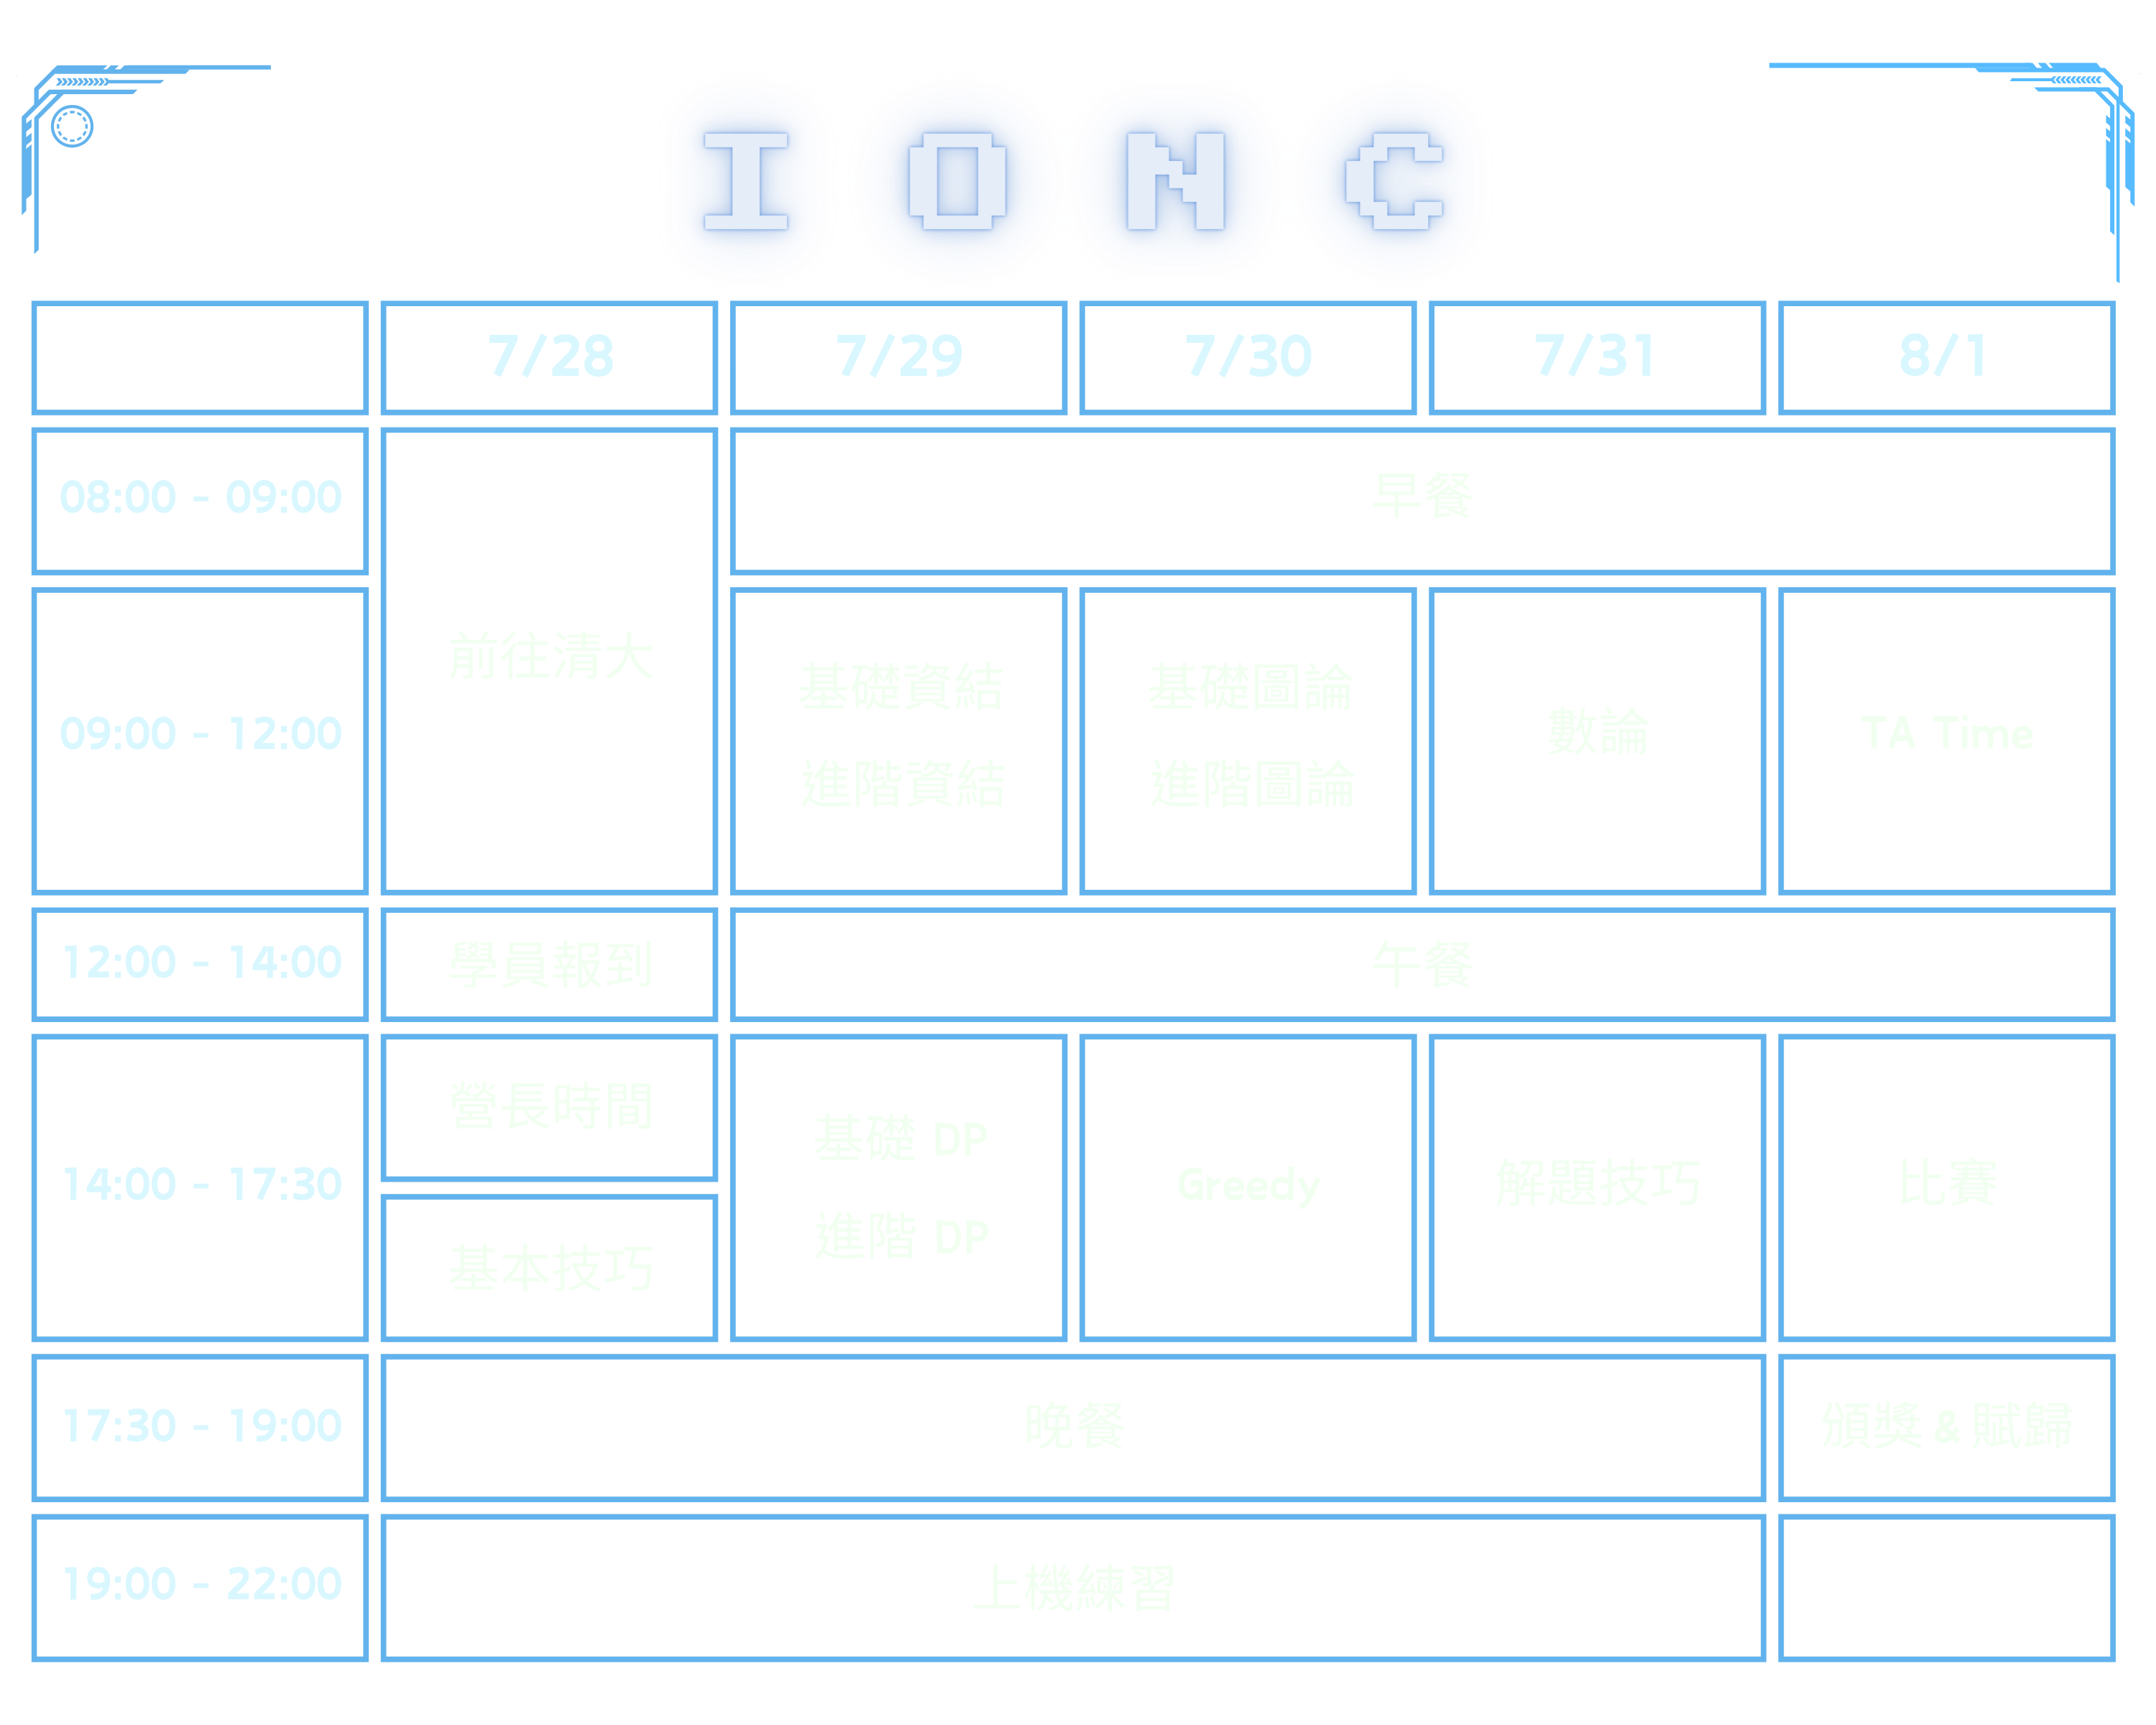 IONC
7/28
7/29
7/30
7/31
8/1
08:00 - 09:00
早餐
前往清大
09:00 - 12:00
基礎資結
進階資結
基礎圖論
進階圖論
數論
TA Time
12:00 - 14:00
學員報到
午餐
14:00 - 17:30
營長時間
基本技巧
基礎 DP
進階 DP
Greedy
解題技巧
比賽
17:30 - 19:00
晚餐
頒獎 & 賦歸
19:00 - 22:00
上機練習